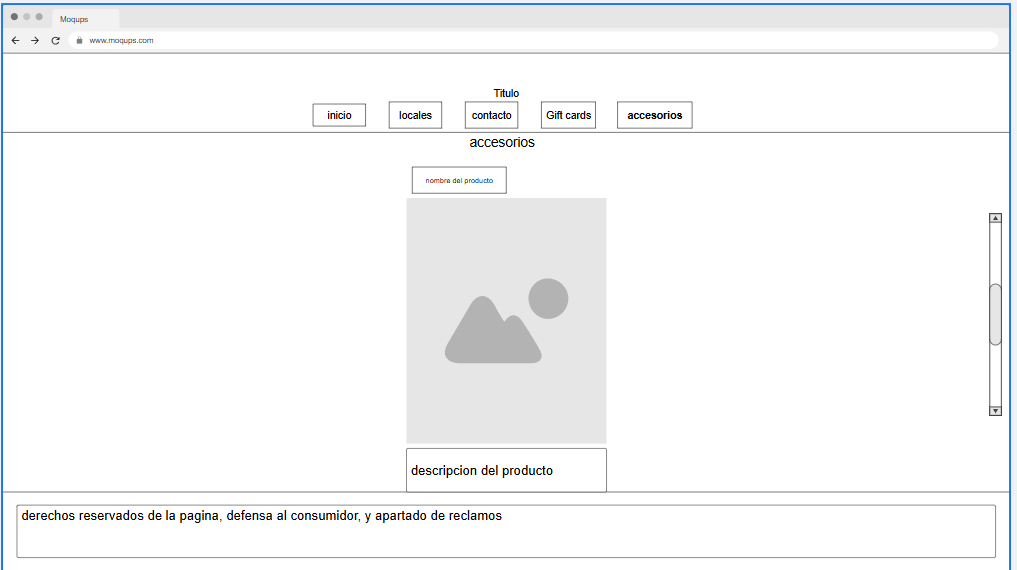 Moqups
www.moqups.com
Titulo
inicio
locales
contacto
Gift cards
accesorios
accesorios
nombre del producto
descripcion del producto
derechos reservados de la pagina, defensa al consumidor, y apartado de reclamos